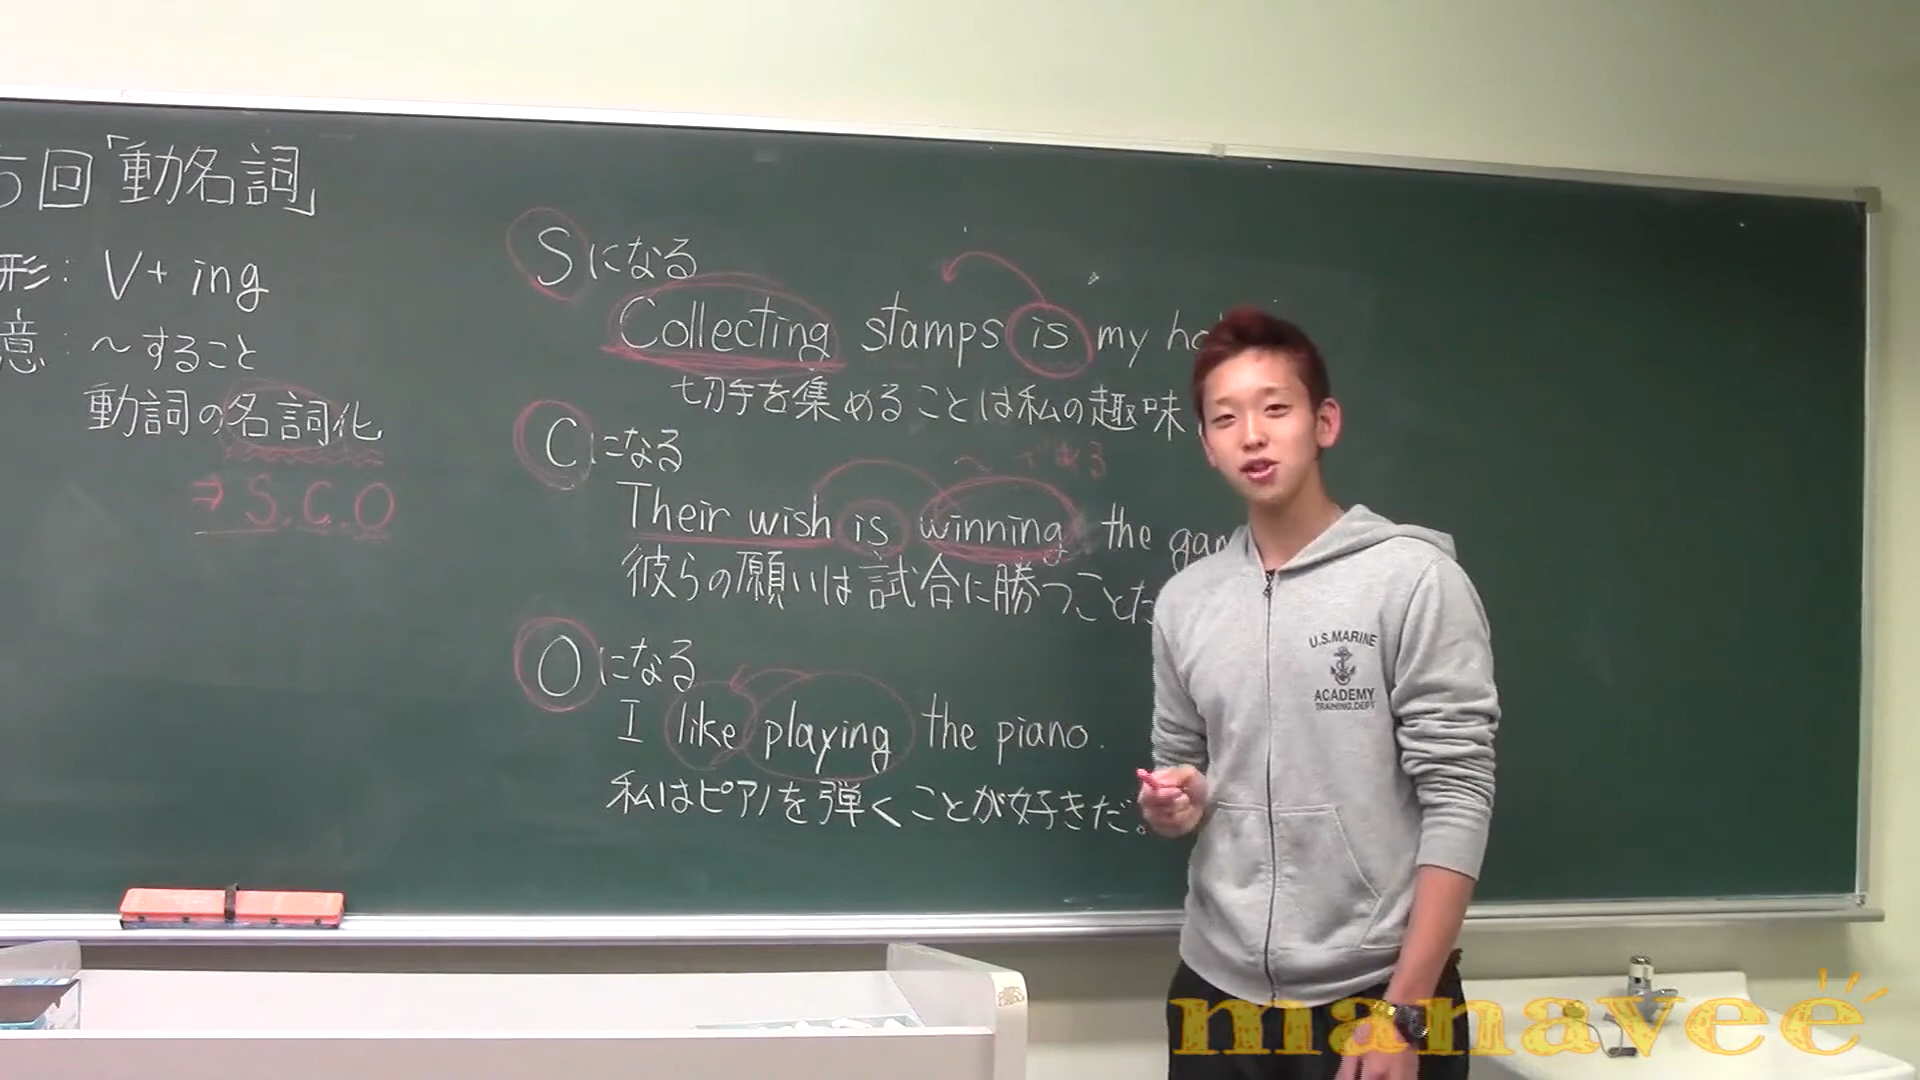 5回「動名詞」
形: V+ing
意: ～すること
動詞の名詞化
⇒ S.C.O
Sになる
Collecting stamps is my
切手を集めることは私の趣味
Cになる
～である
Their wish is winning the
彼らの願いは試合に勝つことだ
Oになる
I like playing the piano.
私はピアノを弾くことが好きだ。
U.S.MARINE
ACADEMY
TRAINING.DEPT
manavee